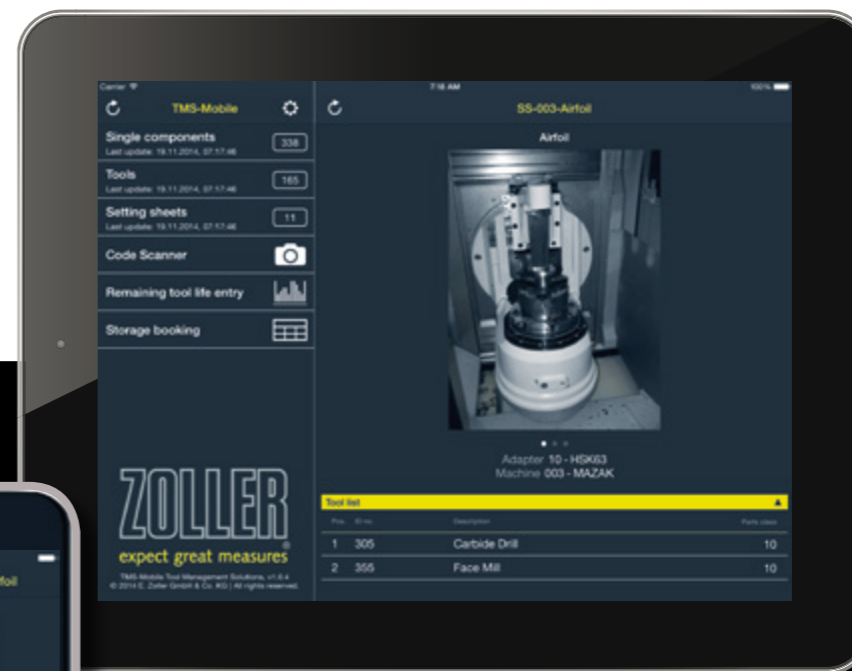 Carrier
7:18 AM
100%
TMS-Mobile
SS-003-Airfoil
Single components
Last update: 19.11.2014, 07:17:46
338
Tools
Last update: 19.11.2014, 07:17:46
165
Setting sheets
Last update: 19.11.2014, 07:17:46
11
Code Scanner
Remaining tool life entry
Storage booking
ZOLLER
®
expect great measures
TMS-Mobile Tool Management Solutions, v1.0.4
© 2014 E. Zoller GmbH & Co. KG | All rights reserved.
Airfoil
Adapter 10 - HSK63
Machine 003 - MAZAK
Tool list
Pos. ID no. Description Parts class
1 305 Carbide Drill 10
2 355 Face Mill 10
foil